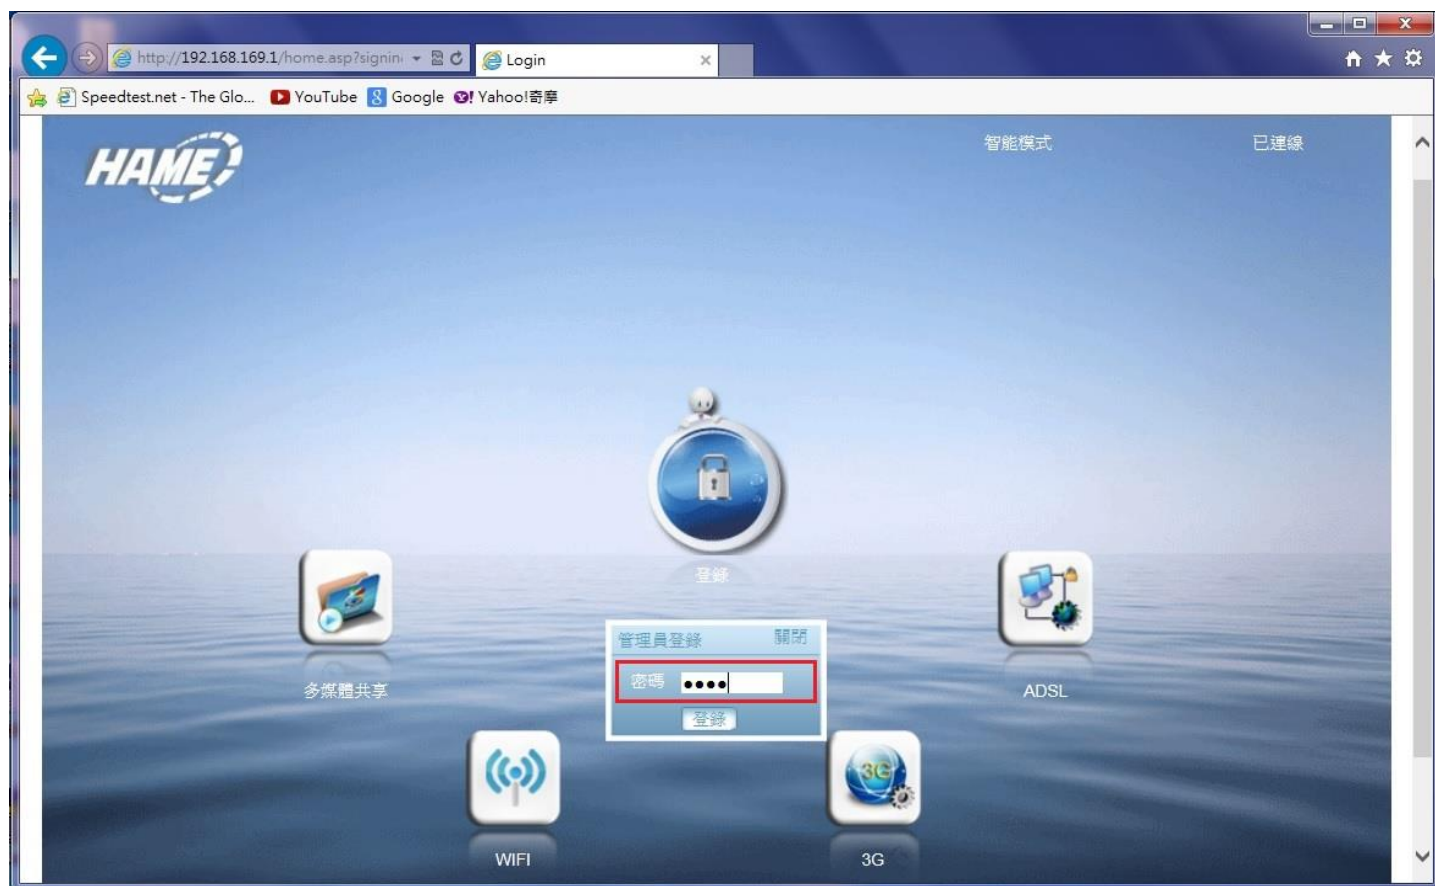 http://192.168.169.1/home.asp?signin
Login
Speedtest.net - The Glo... YouTube Google Yahoo!奇摩
HAME
智能模式
已連線
登錄
管理員登錄 關閉
密碼 ●●●●
登錄
多媒體共享
ADSL
WIFI
3G
3G